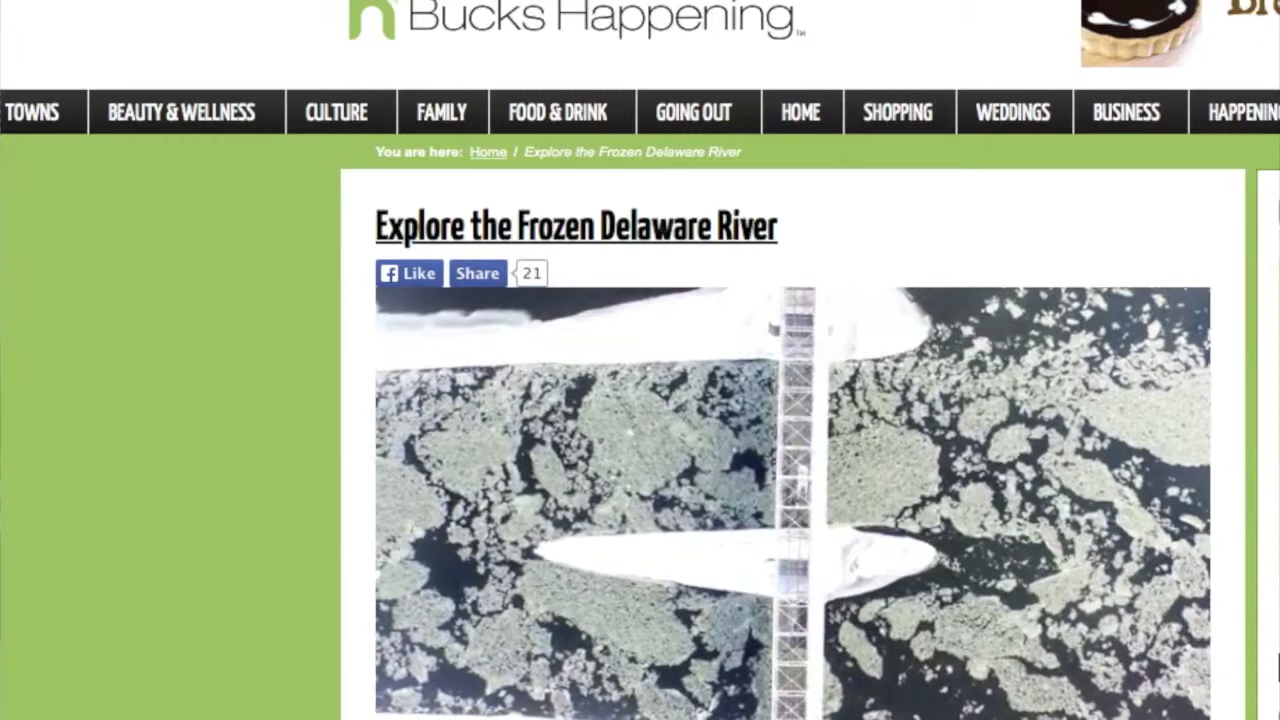 Bucks Happening™
TOWNS BEAUTY & WELLNESS CULTURE FAMILY FOOD & DRINK GOING OUT HOME SHOPPING WEDDINGS BUSINESS
You are here: Home / Explore the Frozen Delaware River
Explore the Frozen Delaware River
Like Share 21